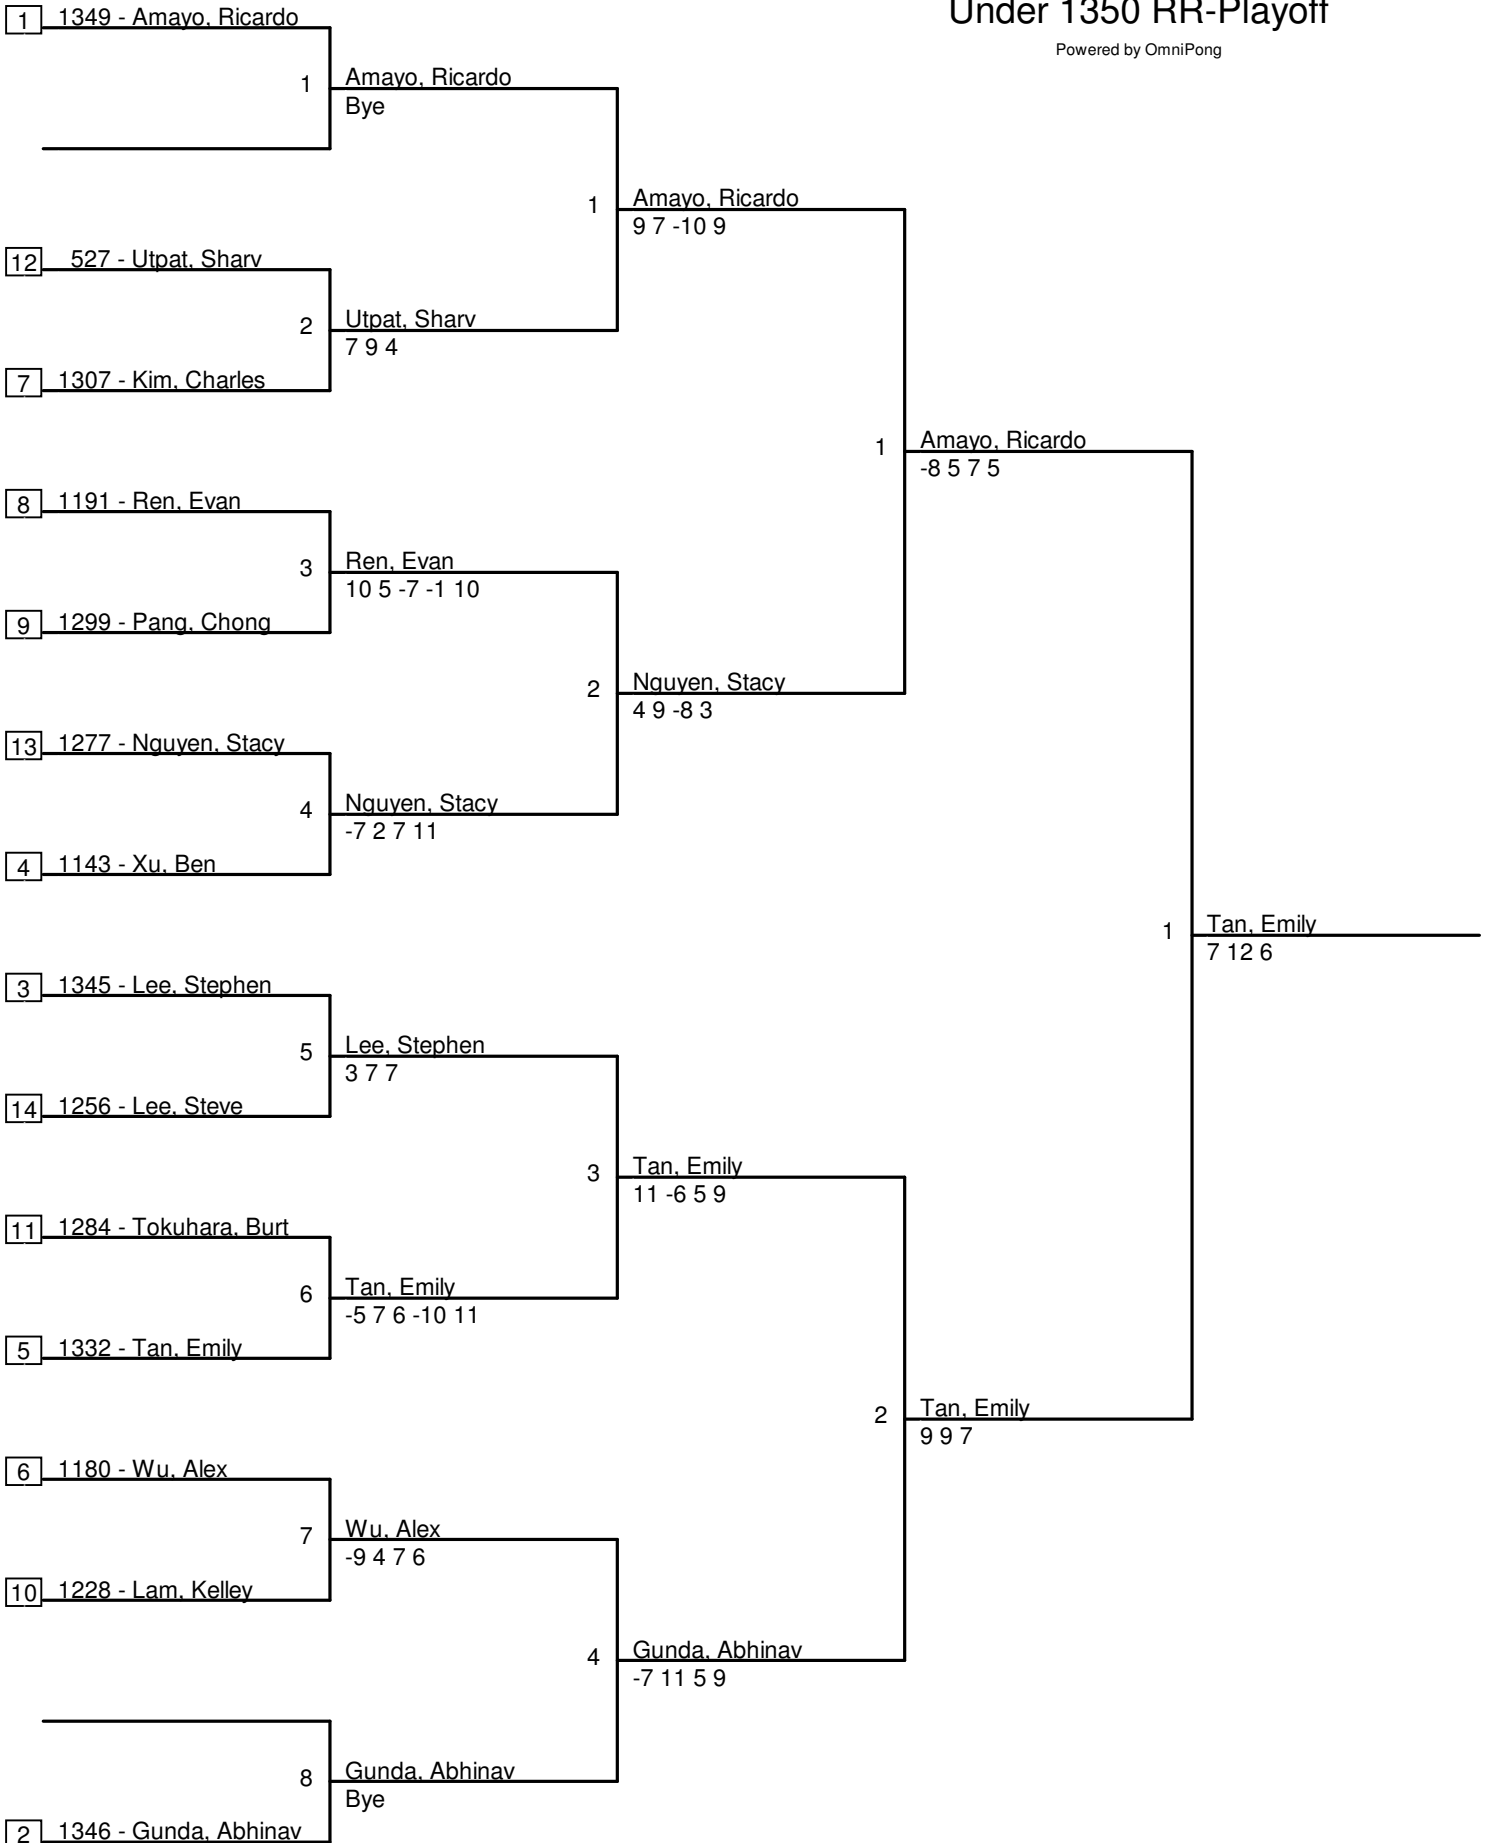 Under 1350 RR-Playoff
Powered by OmniPong
1 1349 - Amayo, Ricardo
1 Amayo, Ricardo
Bye
1 Amayo, Ricardo
9 7 -10 9
12 527 - Utpat, Sharv
2 Utpat, Sharv
7 9 4
7 1307 - Kim, Charles
1 Amayo, Ricardo
-8 5 7 5
8 1191 - Ren, Evan
3 Ren, Evan
10 5 -7 -1 10
9 1299 - Pang, Chong
2 Nguyen, Stacy
4 9 -8 3
13 1277 - Nguyen, Stacy
4 Nguyen, Stacy
-7 2 7 11
4 1143 - Xu, Ben
1 Tan, Emily
7 12 6
3 1345 - Lee, Stephen
5 Lee, Stephen
3 7 7
14 1256 - Lee, Steve
3 Tan, Emily
11 -6 5 9
11 1284 - Tokuhara, Burt
6 Tan, Emily
-5 7 6 -10 11
5 1332 - Tan, Emily
2 Tan, Emily
9 9 7
6 1180 - Wu, Alex
7 Wu, Alex
-9 4 7 6
10 1228 - Lam, Kelley
4 Gunda, Abhinav
-7 11 5 9
8 Gunda, Abhinav
Bye
2 1346 - Gunda, Abhinav